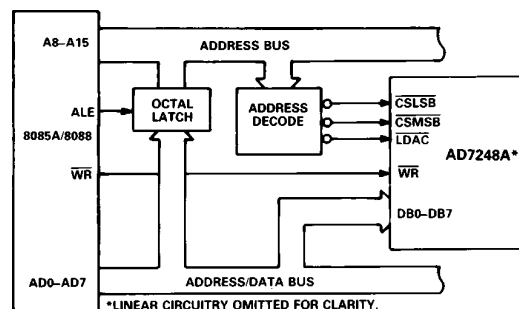 A8–A15
ADDRESS BUS
ALE
OCTAL
LATCH
ADDRESS
DECODE
CSLSB
CSMSB
LDAC
8085A/8088
AD7248A*
WR
WR
DB0–DB7
AD0–AD7
ADDRESS/DATA BUS
*LINEAR CIRCUITRY OMITTED FOR CLARITY.